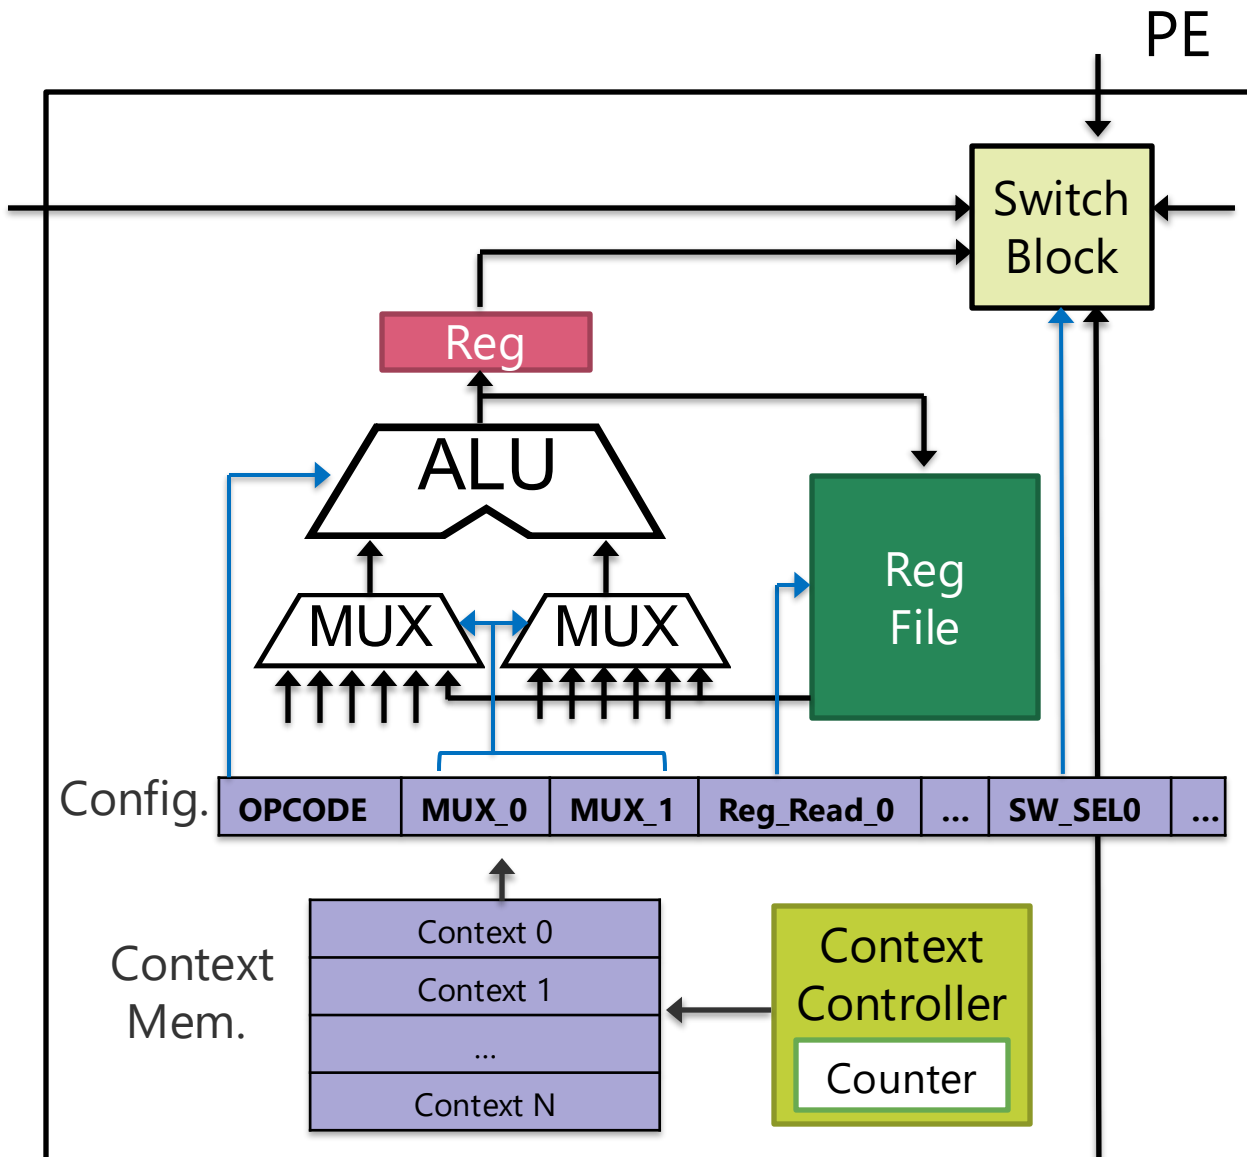 PE
Switch
Block
Reg
ALU
Reg
File
MUX
MUX
Config.
OPCODE MUX_0 MUX_1 Reg_Read_0 ... SW_SEL0 ...
Context
Mem.
Context 0
Context 1
...
Context N
Context
Controller
Counter